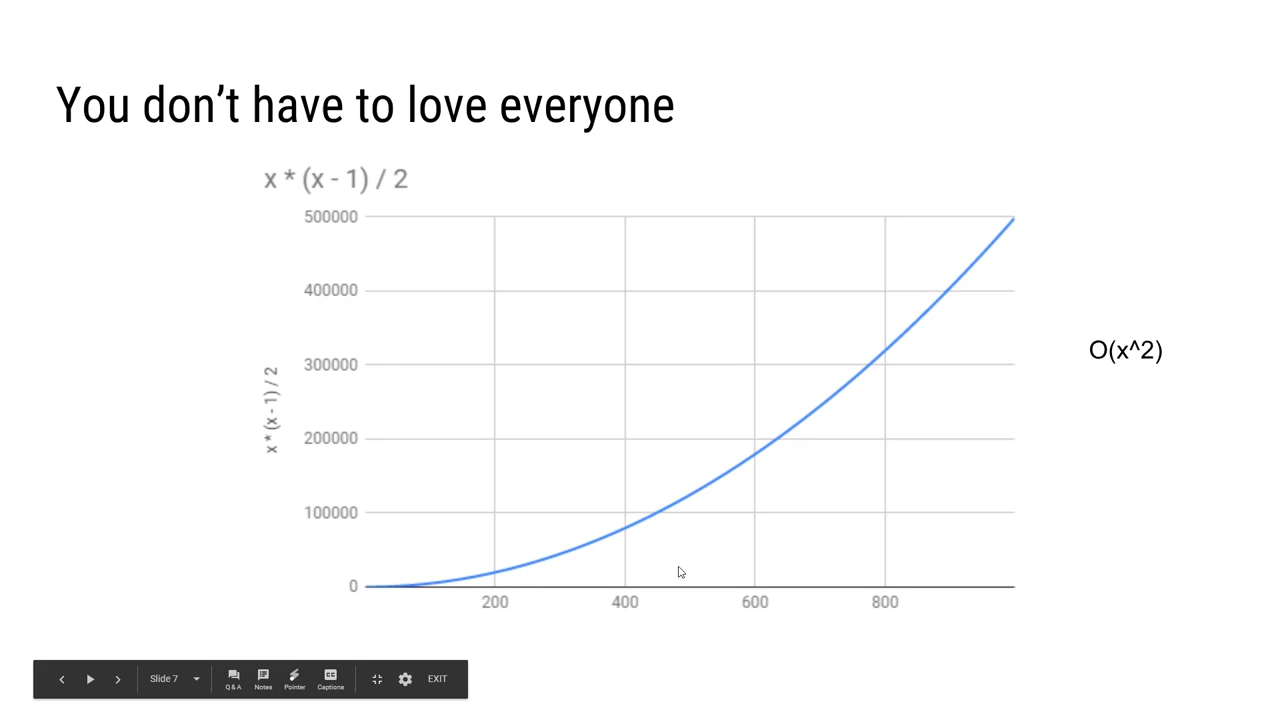 You don’t have to love everyone
x * (x - 1) / 2
500000
400000
300000
200000
100000
0
x * (x - 1) / 2
200
400
600
800
O(x^2)
Slide 7
Q & A
Notes
Pointer
CC
Captions
EXIT